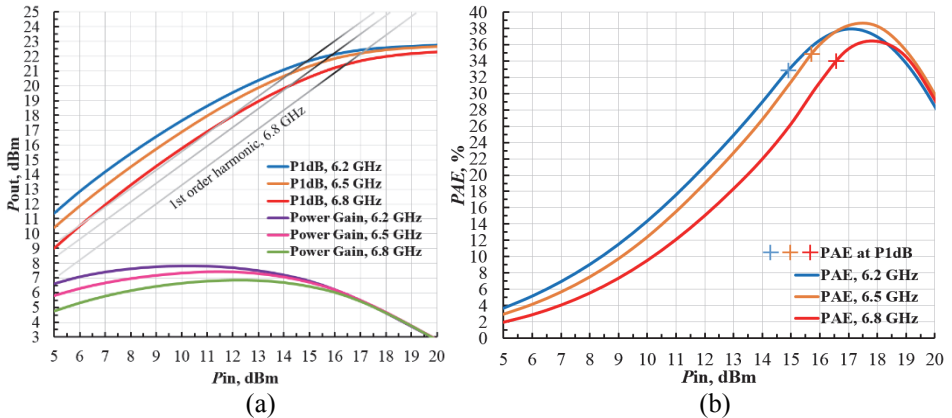 25
24
23
22
21
20
19
18
17
16
15
14
13
12
11
10
9
8
7
6
5
4
3
Pout, dBm
1st order harmonic, 6.8 GHz
P1dB, 6.2 GHz
P1dB, 6.5 GHz
P1dB, 6.8 GHz
Power Gain, 6.2 GHz
Power Gain, 6.5 GHz
Power Gain, 6.8 GHz
5 6 7 8 9 10 11 12 13 14 15 16 17 18 19 20
Pin, dBm
(a)
40
38
36
34
32
30
28
26
24
22
20
18
16
14
12
10
8
6
4
2
0
PAE, %
PAE at P1dB
PAE, 6.2 GHz
PAE, 6.5 GHz
PAE, 6.8 GHz
5 6 7 8 9 10 11 12 13 14 15 16 17 18 19 20
Pin, dBm
(b)